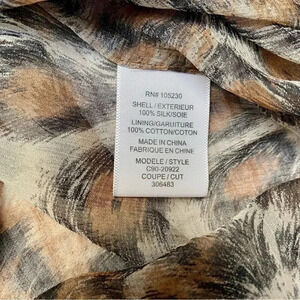 RN# 105230
SHELL / EXTERIEUR
100% SILK/SOIE
LINING/GARUITURE
100% COTTON/COTON
MADE IN CHINA
FABRIQUE EN CHINE
MODELE / STYLE
C90-20922
COUPE / CUT
306483